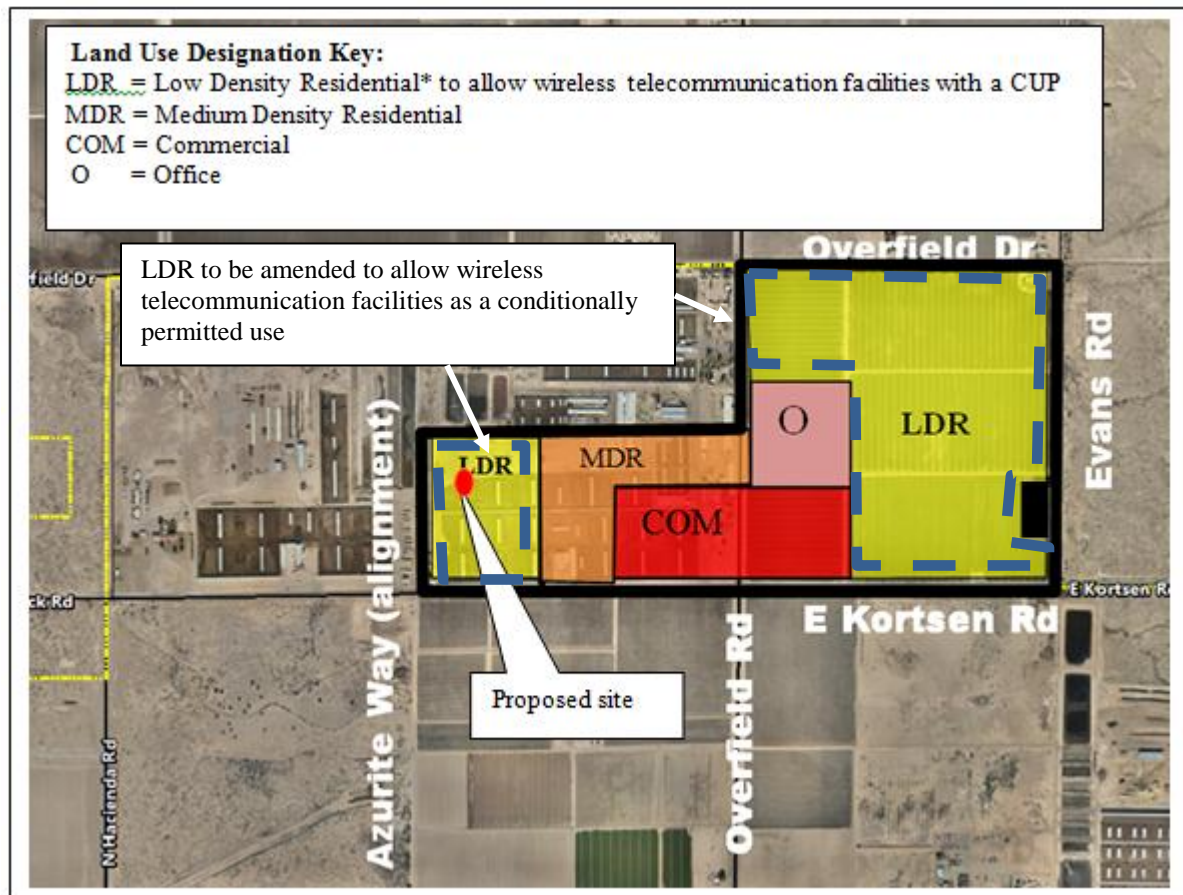 Land Use Designation Key:
LDR = Low Density Residential* to allow wireless telecommunication facilities with a CUP
MDR = Medium Density Residential
COM = Commercial
O = Office
Overfield Dr
LDR to be amended to allow wireless
telecommunication facilities as a conditionally
permitted use
field Dr
Evans Rd
O
LDR
LDR
MDR
COM
Azurite Way (alignment)
ck Rd
E Kortsen Rd
E Kortsen R
Proposed site
Overfield Rd
N Hacienda Rd